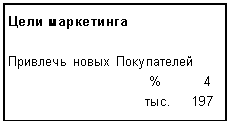 Цели маркетинга
Привлечь новых Покупателей
% 4
тыс. 197